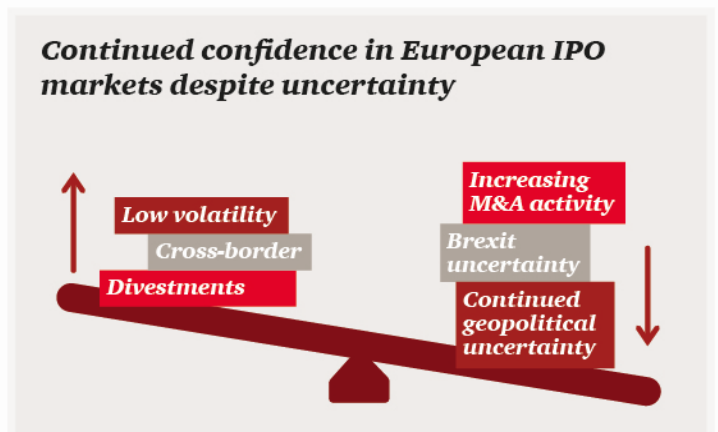 Continued confidence in European IPO
markets despite uncertainty
Low volatility
Cross-border
Divestments
Increasing
M&A activity
Brexit
uncertainty
Continued
geopolitical
uncertainty